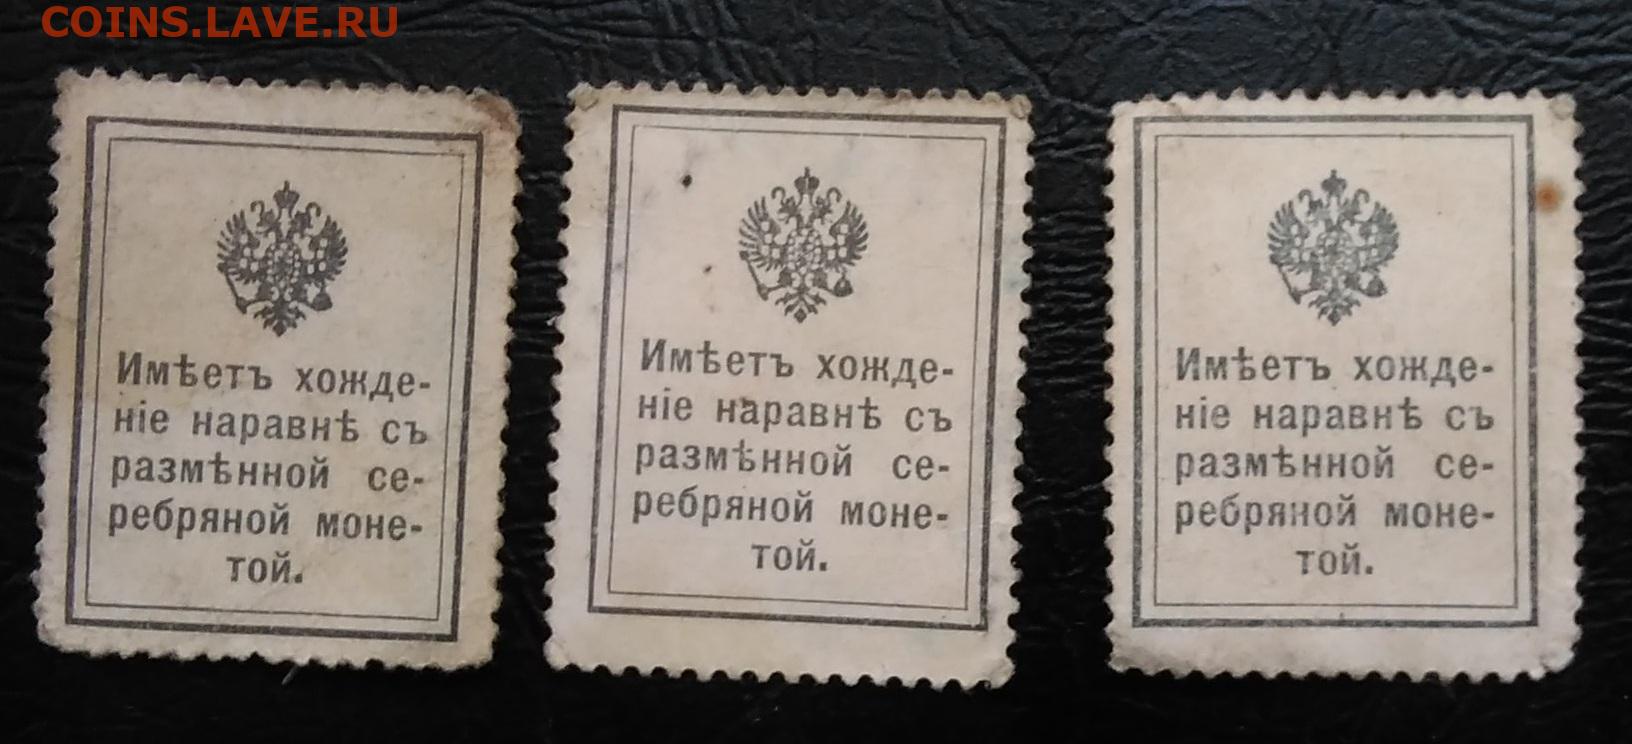 COINS.LAVE.RU
Имѣетъ хожде-
ніе наравнѣ съ
размѣнной се-
ребряной моне-
той.
Имѣетъ хожде-
ніе наравнѣ съ
размѣнной се-
ребряной моне-
той.
Имѣетъ хожде-
ніе наравнѣ съ
размѣнной се-
ребряной моне-
той.